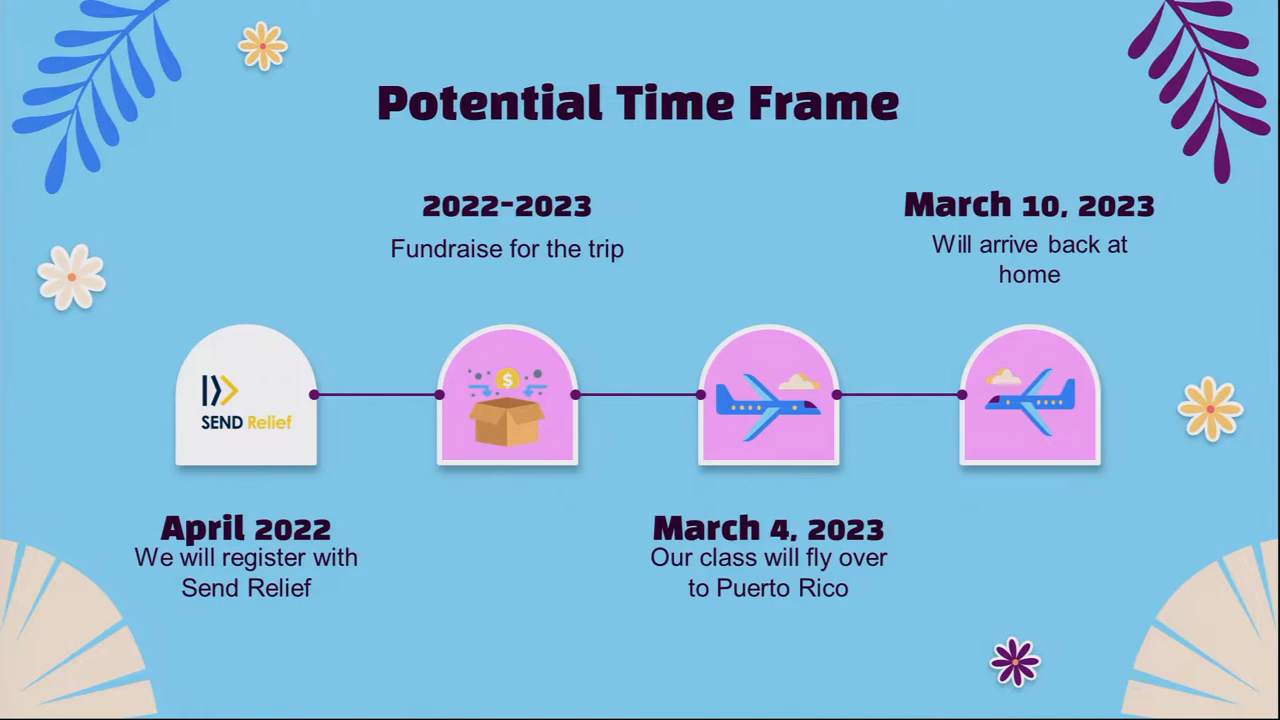 Potential Time Frame
2022-2023
Fundraise for the trip
March 10, 2023
Will arrive back at
home
$
SEND Relief
April 2022
We will register with
Send Relief
March 4, 2023
Our class will fly over
to Puerto Rico